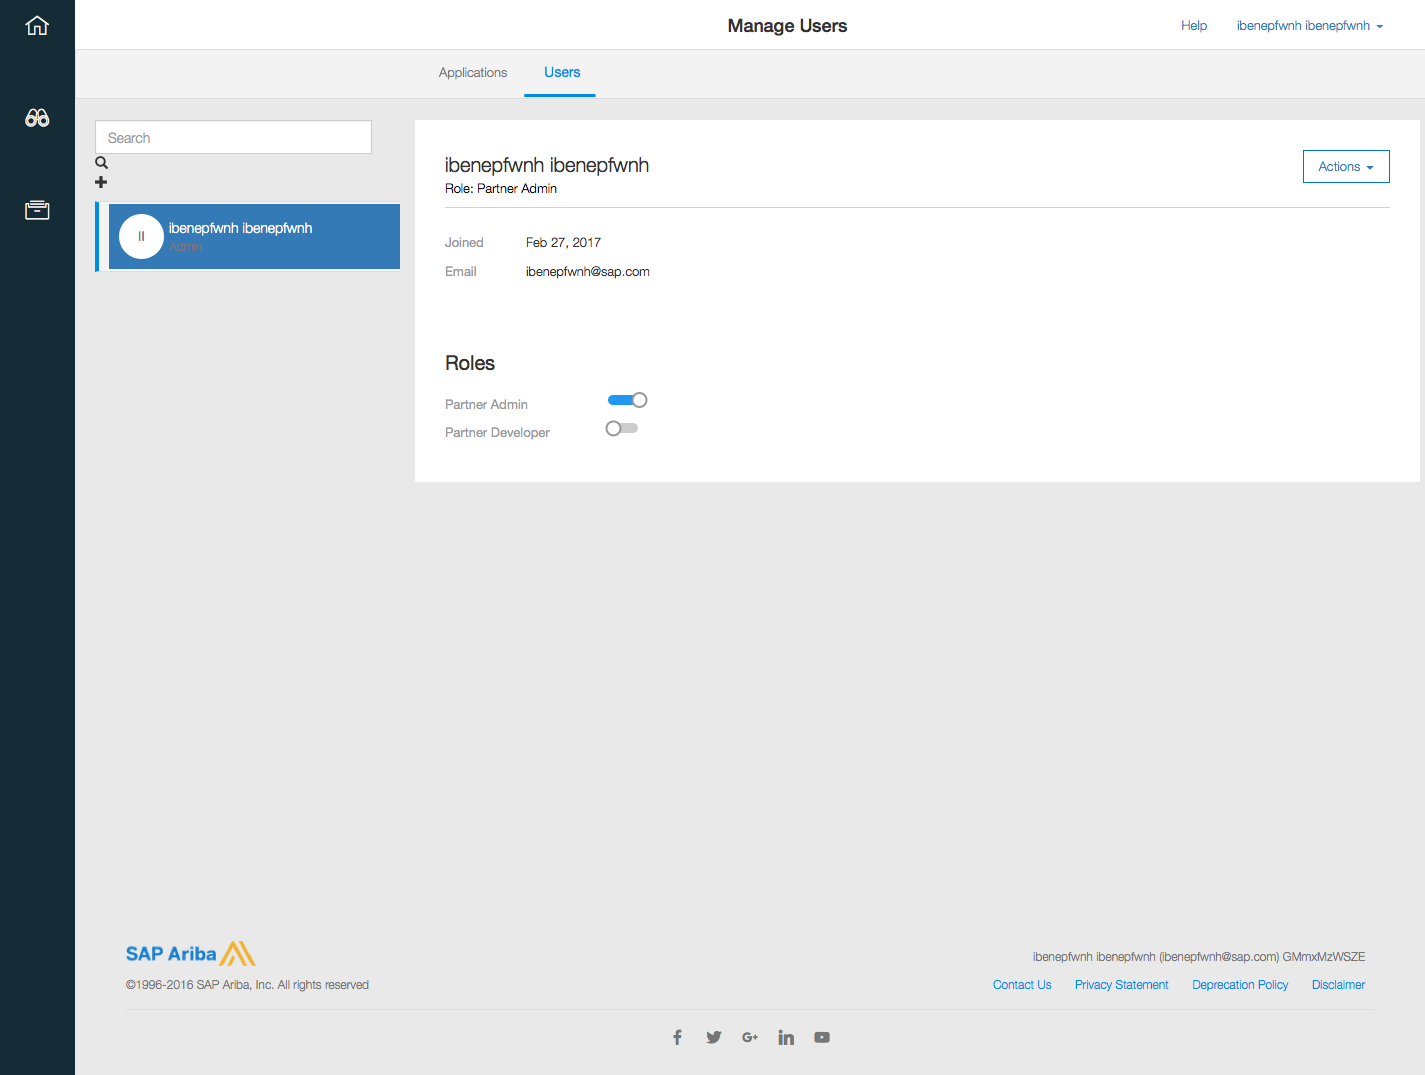 Manage Users
Help
ibenepfwnh ibenepfwnh
Applications
Users
Search
II
ibenepfwnh ibenepfwnh
Admin
ibenepfwnh ibenepfwnh
Role: Partner Admin
Actions
Joined
Feb 27, 2017
Email
ibenepfwnh@sap.com
Roles
Partner Admin
Partner Developer
SAP Ariba
©1996-2016 SAP Ariba, Inc. All rights reserved
ibenepfwnh ibenepfwnh (ibenepfwnh@sap.com) GMmxMzWSZE
Contact Us
Privacy Statement
Deprecation Policy
Disclaimer